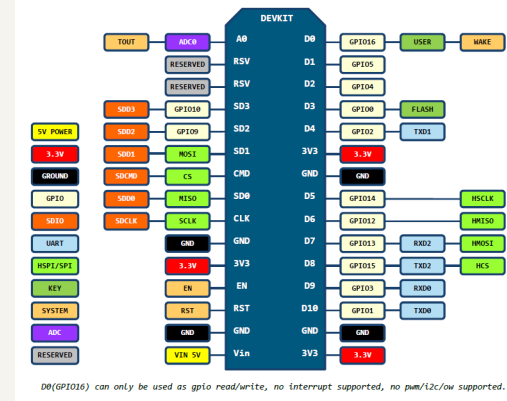 DEVKIT
TOUT ADC0 A0 D0 GPIO16 USER WAKE
RESERVED RSV D1 GPIO5
RESERVED RSV D2 GPIO4
SDD3 GPIO10 SD3 D3 GPIO0 FLASH
5V POWER SDD2 GPIO9 SD2 D4 GPIO2 TXD1
3.3V SDD1 MOSI SD1 3V3 3.3V
GROUND SDCMD CS CMD GND GND
GPIO SDD0 MISO SD0 D5 GPIO14 HSCLK
SDIO SDCLK SCLK CLK D6 GPIO12 HMISO
UART GND GND D7 GPIO13 RXD2 HMOSI
HSPI/SPI 3.3V 3V3 D8 GPIO15 TXD2 HCS
KEY EN EN D9 GPIO3 RXD0
SYSTEM RST RST D10 GPIO1 TXD0
ADC GND GND GND GND
RESERVED VIN 5V Vin 3V3 3.3V
D0(GPIO16) can only be used as gpio read/write, no interrupt supported, no pwm/i2c/ow supported.